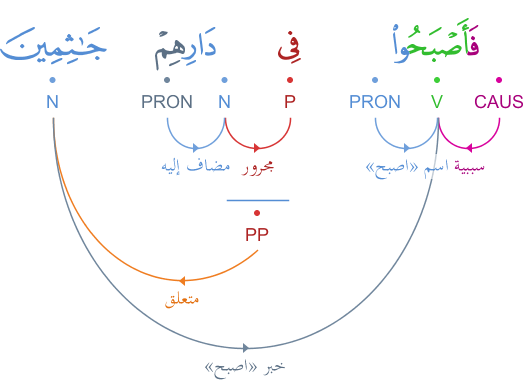 فَأَصْبَحُوا۟ فِى دَارِهِمْ جَـٰثِمِينَ
CAUS V PRON P N PRON N
سببية اسم «اصبح» مجرور مضاف إليه
PP
متعلق
خبر «اصبح»